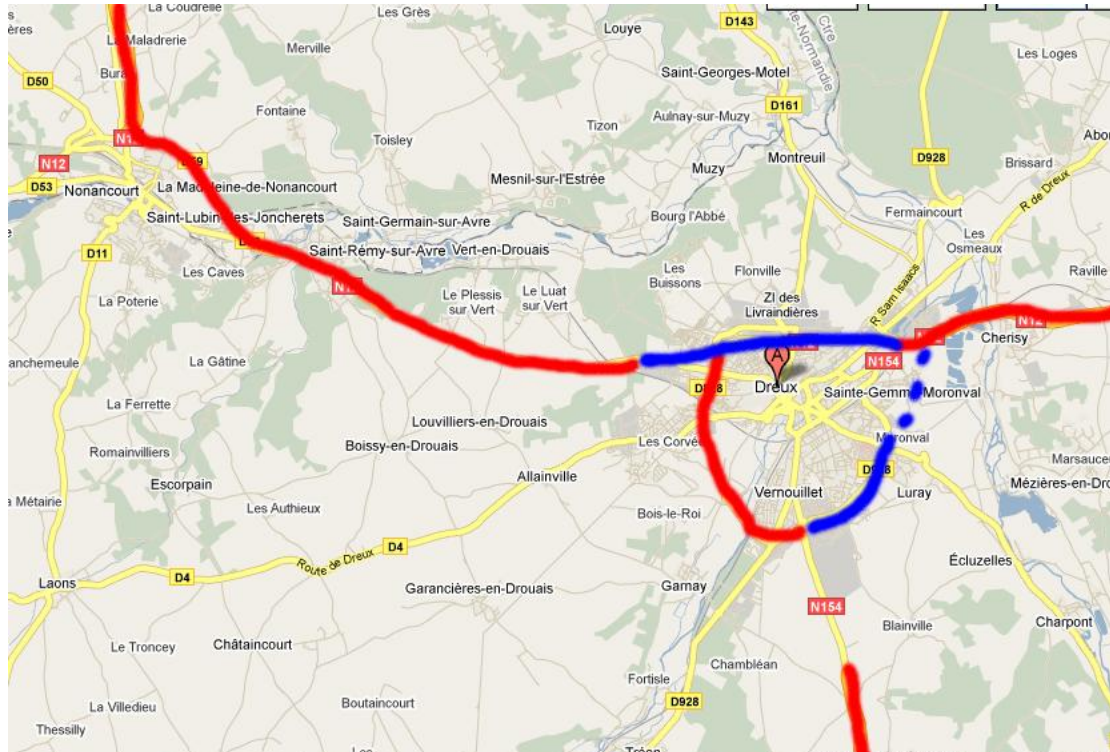 La Coudrelle
Les Grès
D143
Louye
La Maladrerie
Merville
Les Loges
D50
Saint-Georges-Motel
Fontaine
D161
Tizon
Aulnay-sur-Muzy
Toisley
D928
Montreuil
Brissard
N12
D53
Nonancourt
La Madeleine-de-Nonancourt
Mesnil-sur-l'Estrée
Muzy
R de Dreux
Saint-Lubin-des-Joncherets
Saint-Germain-sur-Avre
Bourg l'Abbé
Fermaincourt
Les
Osmeaux
D11
Saint-Rémy-sur-Avre
Vert-en-Drouais
Les Caves
Les
Buissons
Flonville
Raville
R Sam Isaacs
La Poterie
Le Plessis
sur Vert
Le Luat
sur Vert
ZI des
Livraindières
N12
Cherisy
La Gâtine
N154
A
Dreux
Sainte-Gemme-Moronval
La Ferrette
Louvilliers-en-Drouais
Boissy-en-Drouais
Moronval
Romainvilliers
Allainville
Marsauceu
Escorpain
Vernouillet
Luray
Mézières-en-Dro
Les Authieux
Bois-le-Roi
Route de Dreux
D4
Écluzelles
Laons
D4
Garancières-en-Drouais
Garnay
N154
Blainville
Charpont
Le Troncey
Châtaincourt
Chambléan
Fortisle
La Villedieu
Boutaincourt
D928
Thessilly